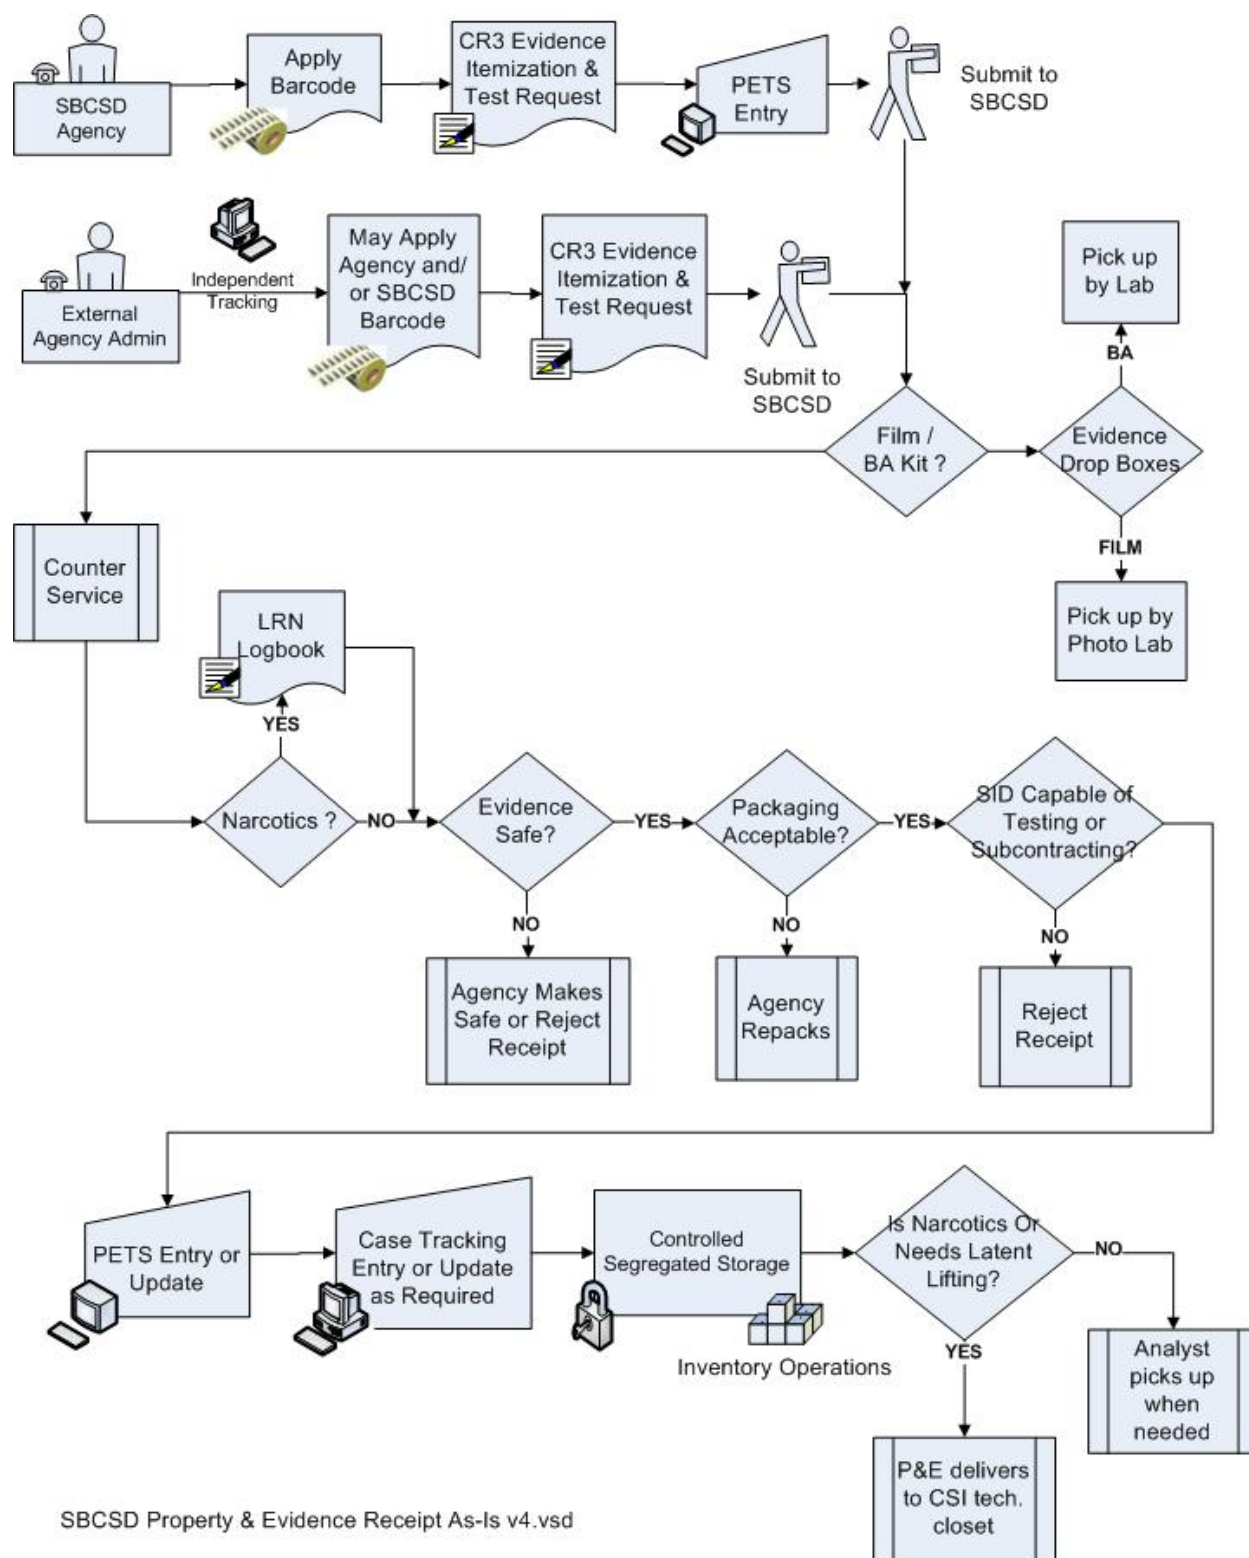 SBCSD
Agency
Apply
Barcode
CR3 Evidence
Itemization &
Test Request
PETS
Entry
Submit to
SBCSD
External
Agency Admin
Independent
Tracking
May Apply
Agency and/
or SBCSD
Barcode
CR3 Evidence
Itemization &
Test Request
Submit to
SBCSD
Pick up
by Lab
BA
Film /
BA Kit ?
Evidence
Drop Boxes
FILM
Pick up by
Photo Lab
Counter
Service
LRN
Logbook
YES
Narcotics ?
NO
Evidence
Safe?
YES
Packaging
Acceptable?
YES
SID Capable of
Testing or
Subcontracting?
NO
NO
NO
Agency Makes
Safe or Reject
Receipt
Agency
Repacks
Reject
Receipt
PETS Entry or
Update
Case Tracking
Entry or Update
as Required
Controlled
Segregated Storage
Inventory Operations
Is Narcotics Or
Needs Latent
Lifting?
NO
YES
Analyst
picks up
when
needed
P&E delivers
to CSI tech.
closet
SBCSD Property & Evidence Receipt As-Is v4.vsd